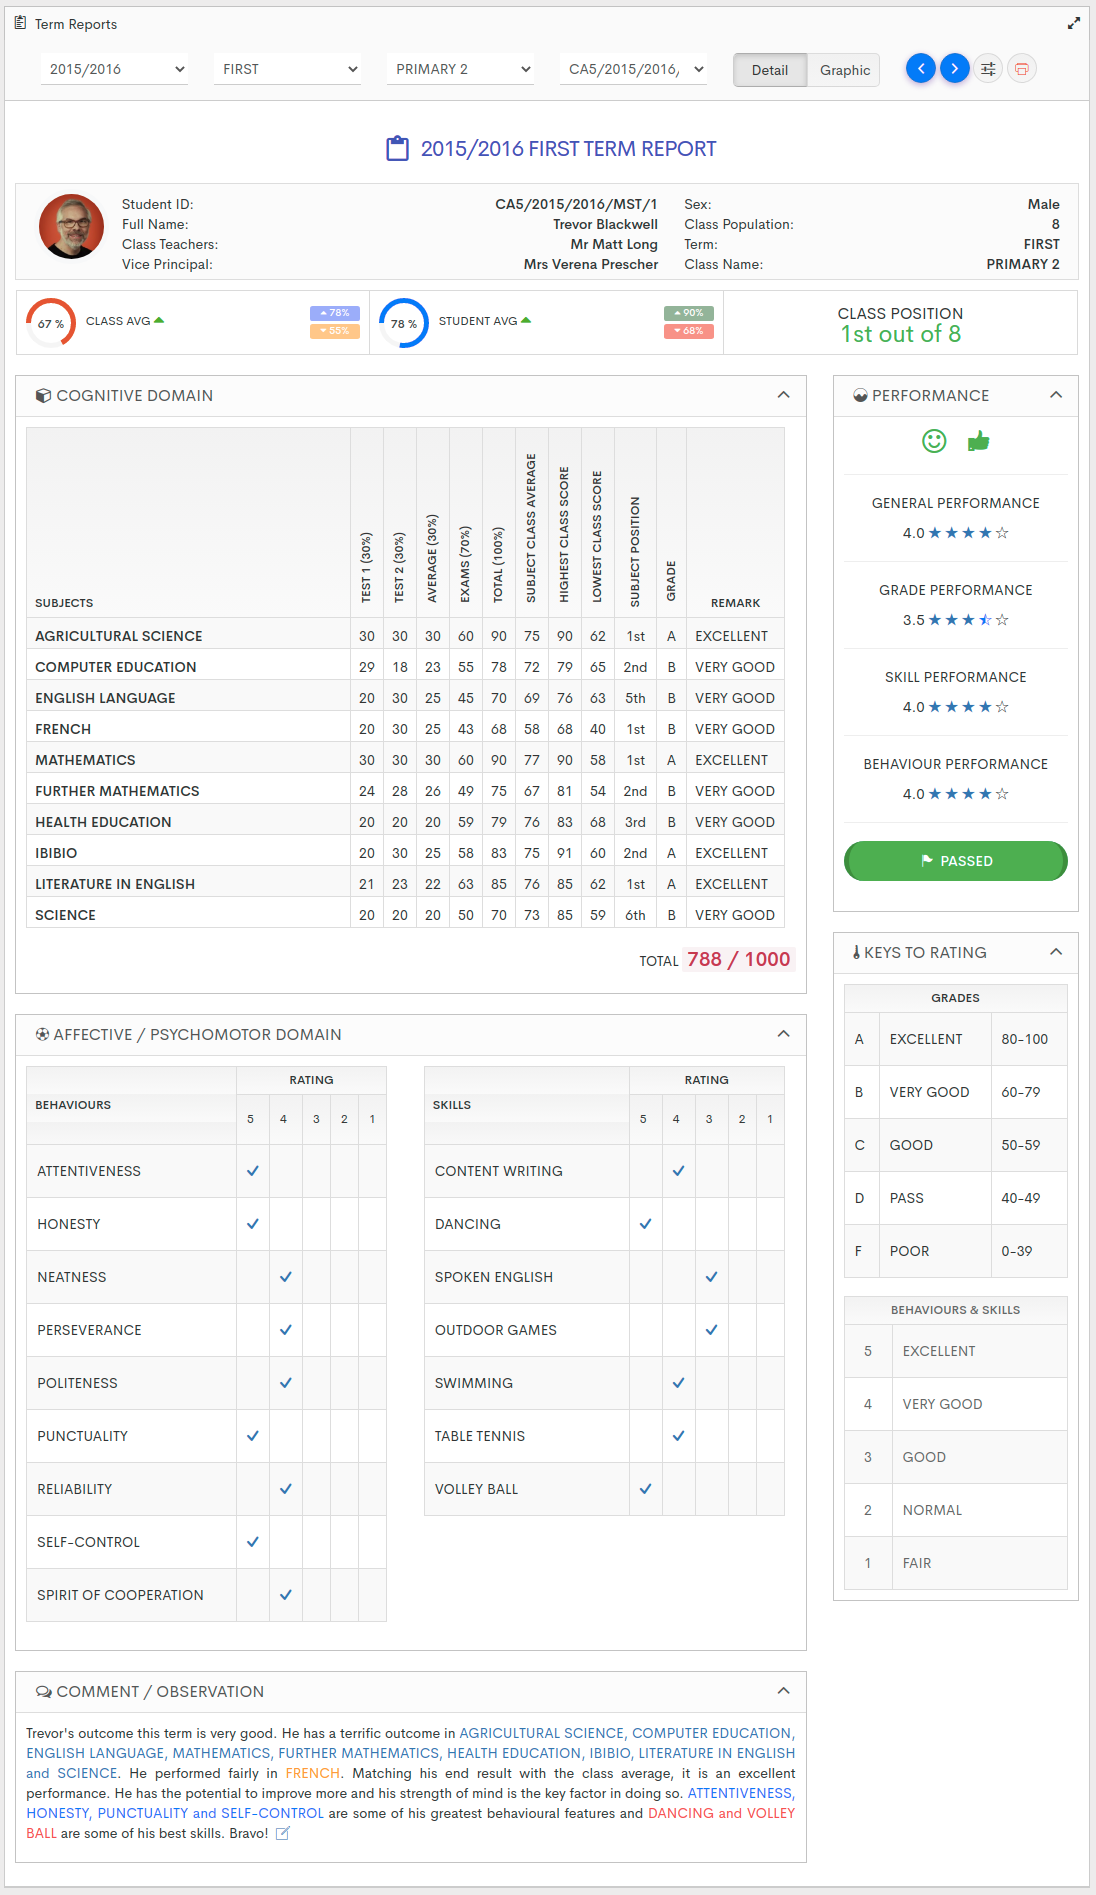 Term Reports
2015/2016 FIRST PRIMARY 2 CA5/2015/2016, Detail Graphic
2015/2016 FIRST TERM REPORT
Student ID: CA5/2015/2016/MST/1 Sex: Male
Full Name: Trevor Blackwell Class Population: 8
Class Teachers: Mr Matt Long Term: FIRST
Vice Principal: Mrs Verena Prescher Class Name: PRIMARY 2
67 % CLASS AVG 78% 55% 78 % STUDENT AVG 90% 68% CLASS POSITION
1st out of 8
COGNITIVE DOMAIN
SUBJECTS TEST 1 (30%) TEST 2 (30%) AVERAGE (30%) EXAMS (70%) TOTAL (100%) SUBJECT CLASS AVERAGE HIGHEST CLASS SCORE LOWEST CLASS SCORE SUBJECT POSITION GRADE REMARK
AGRICULTURAL SCIENCE 30 30 30 60 90 75 90 62 1st A EXCELLENT
COMPUTER EDUCATION 29 18 23 55 78 72 79 65 2nd B VERY GOOD
ENGLISH LANGUAGE 20 30 25 45 70 69 76 63 5th B VERY GOOD
FRENCH 20 30 25 43 68 58 68 40 1st B VERY GOOD
MATHEMATICS 30 30 30 60 90 77 90 58 1st A EXCELLENT
FURTHER MATHEMATICS 24 28 26 49 75 67 81 54 2nd B VERY GOOD
HEALTH EDUCATION 20 20 20 59 79 76 83 68 3rd B VERY GOOD
IBIBIO 20 30 25 58 83 75 91 60 2nd A EXCELLENT
LITERATURE IN ENGLISH 21 23 22 63 85 76 85 62 1st A EXCELLENT
SCIENCE 20 20 20 50 70 73 85 59 6th B VERY GOOD
TOTAL 788 / 1000
PERFORMANCE
GENERAL PERFORMANCE
4.0
GRADE PERFORMANCE
3.5
SKILL PERFORMANCE
4.0
BEHAVIOUR PERFORMANCE
4.0
PASSED
KEYS TO RATING
GRADES
A EXCELLENT 80-100
B VERY GOOD 60-79
C GOOD 50-59
D PASS 40-49
F POOR 0-39
BEHAVIOURS & SKILLS
5 EXCELLENT
4 VERY GOOD
3 GOOD
2 NORMAL
1 FAIR
AFFECTIVE / PSYCHOMOTOR DOMAIN
BEHAVIOURS RATING
5 4 3 2 1
ATTENTIVENESS
HONESTY
NEATNESS
PERSEVERANCE
POLITENESS
PUNCTUALITY
RELIABILITY
SELF-CONTROL
SPIRIT OF COOPERATION
SKILLS RATING
5 4 3 2 1
CONTENT WRITING
DANCING
SPOKEN ENGLISH
OUTDOOR GAMES
SWIMMING
TABLE TENNIS
VOLLEY BALL
COMMENT / OBSERVATION
Trevor's outcome this term is very good. He has a terrific outcome in AGRICULTURAL SCIENCE, COMPUTER EDUCATION,
ENGLISH LANGUAGE, MATHEMATICS, FURTHER MATHEMATICS, HEALTH EDUCATION, IBIBIO, LITERATURE IN ENGLISH
and SCIENCE. He performed fairly in FRENCH. Matching his end result with the class average, it is an excellent
performance. He has the potential to improve more and his strength of mind is the key factor in doing so. ATTENTIVENESS,
HONESTY, PUNCTUALITY and SELF-CONTROL are some of his greatest behavioural features and DANCING and VOLLEY
BALL are some of his best skills. Bravo!